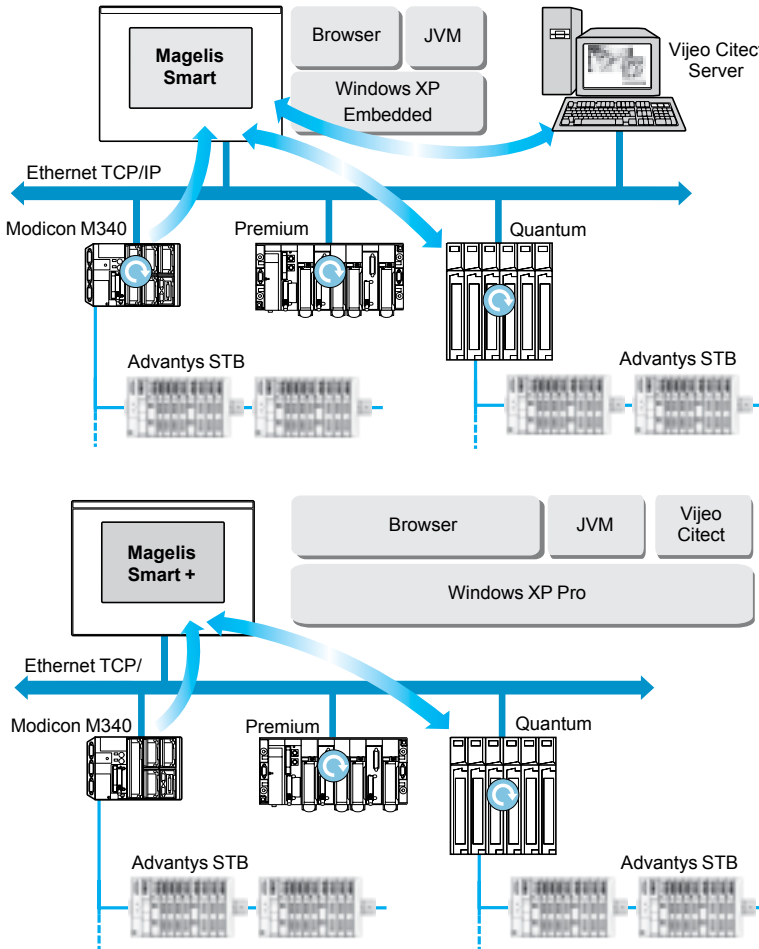 Magelis
Smart
Browser
JVM
Windows XP
Embedded
Vijeo Citect
Server
Ethernet TCP/IP
Modicon M340
Premium
Quantum
Advantys STB
Advantys STB
Magelis
Smart +
Browser
JVM
Vijeo
Citect
Windows XP Pro
Ethernet TCP/
Modicon M340
Premium
Quantum
Advantys STB
Advantys STB